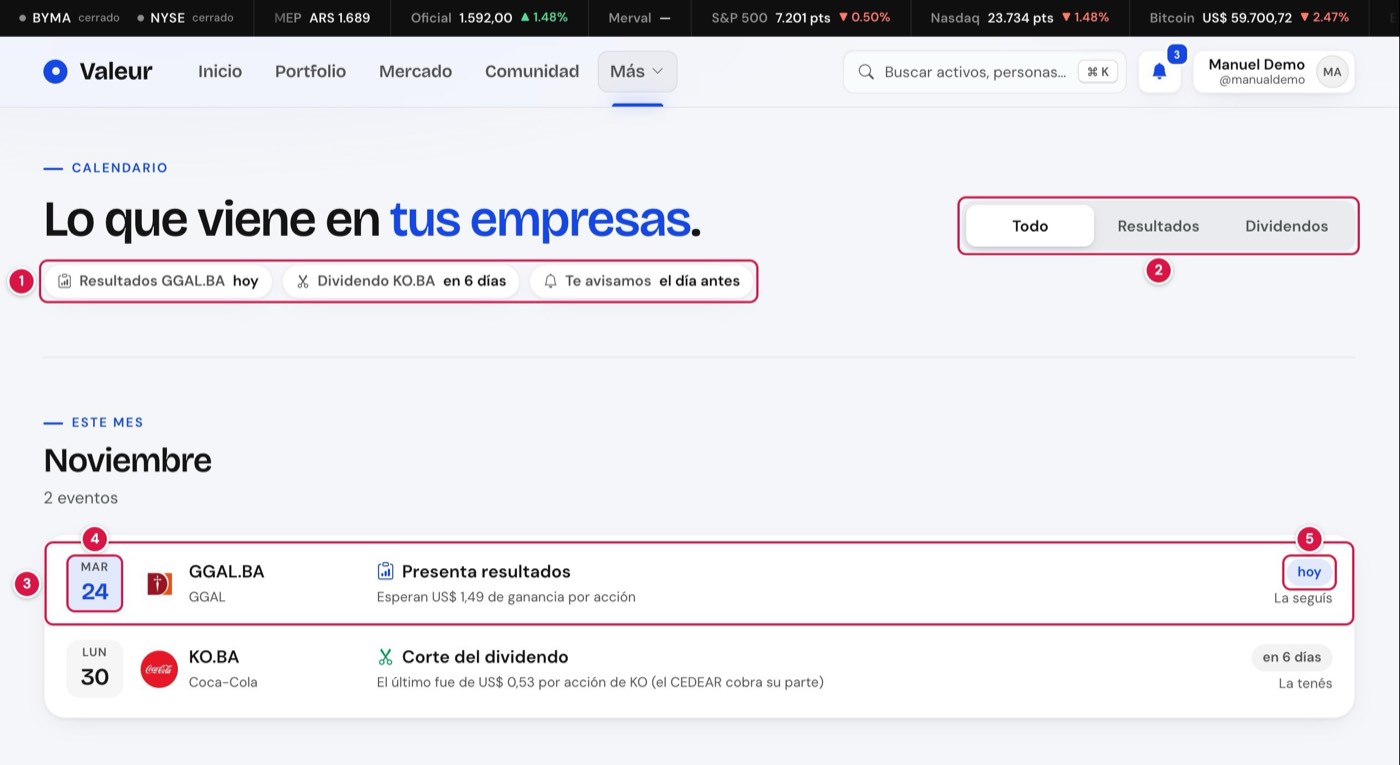 BYMA cerrado NYSE cerrado MEP ARS 1.689 Oficial 1.592,00 ▲ 1.48% Merval — S&P 500 7.201 pts ▼ 0.50% Nasdaq 23.734 pts ▼ 1.48% Bitcoin US$ 59.700,72 ▼ 2.47%
Valeur Inicio Portfolio Mercado Comunidad Más Buscar activos, personas... ⌘ K 3 Manuel Demo MA
@manualdemo
CALENDARIO
Lo que viene en tus empresas.
Todo Resultados Dividendos
2
1 Resultados GGAL.BA hoy Dividendo KO.BA en 6 días Te avisamos el día antes
ESTE MES
Noviembre
2 eventos
4 5
3
MAR
24
GGAL.BA
GGAL
Presenta resultados
Esperan US$ 1,49 de ganancia por acción
hoy
La seguís
LUN
30
Coca-Cola
KO.BA
Coca-Cola
Corte del dividendo
El último fue de US$ 0,53 por acción de KO (el CEDEAR cobra su parte)
en 6 días
La tenés